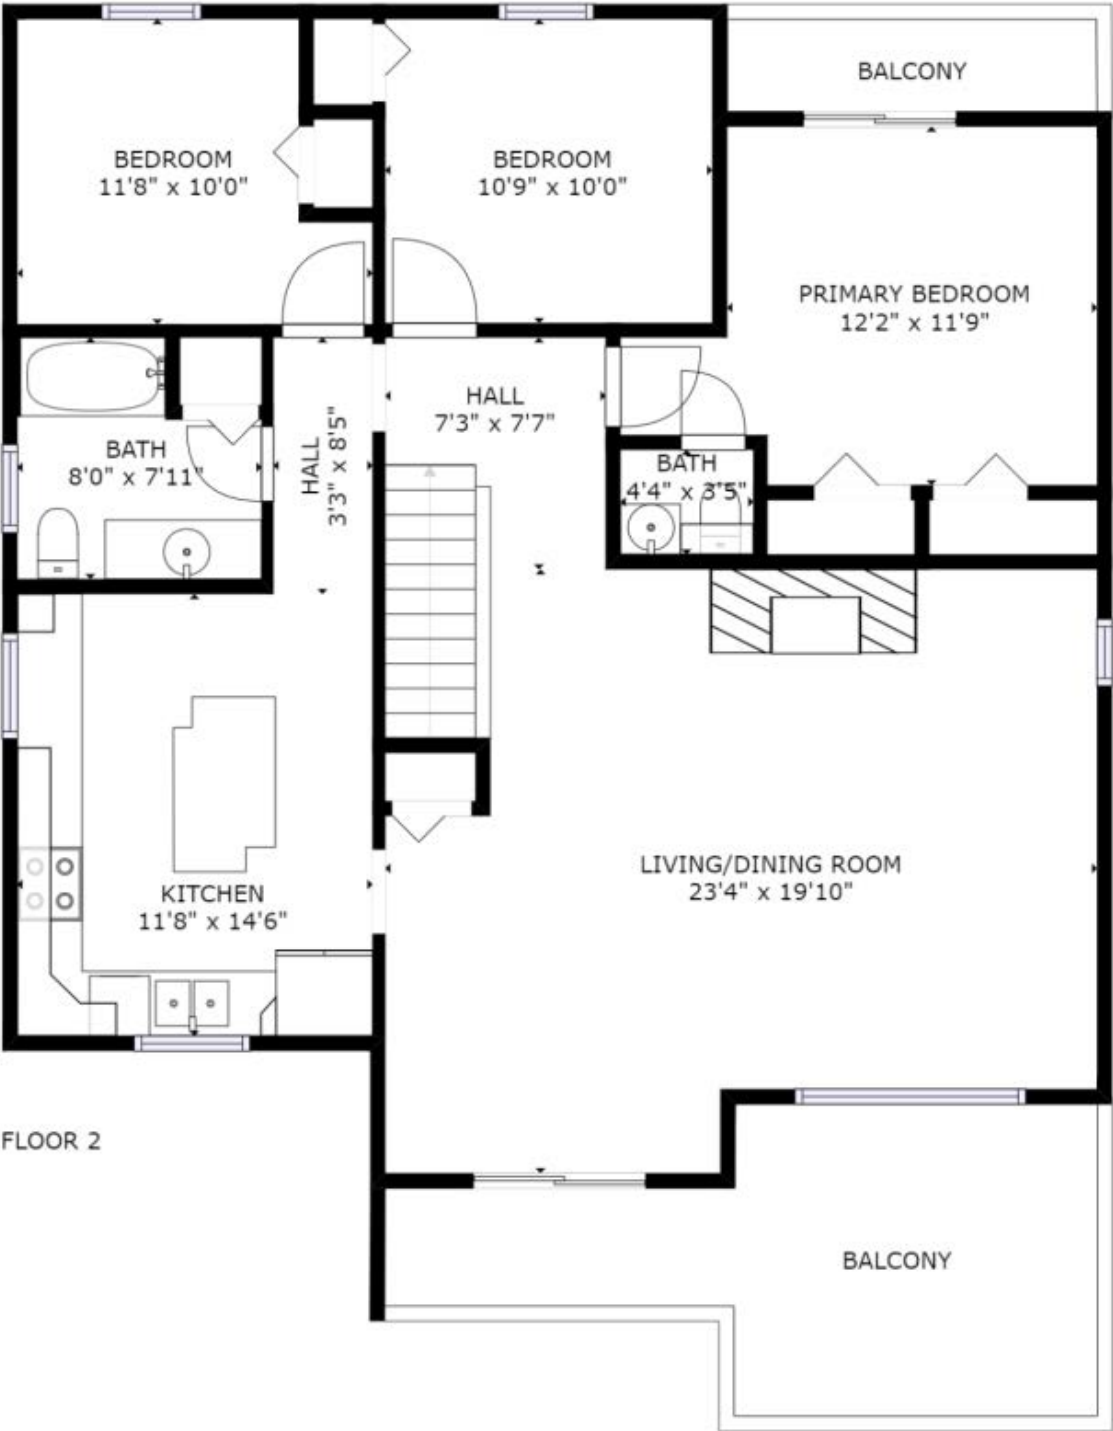 BALCONY
BEDROOM
11'8" x 10'0"
BEDROOM
10'9" x 10'0"
PRIMARY BEDROOM
12'2" x 11'9"
HALL
7'3" x 7'7"
HALL
3'3" x 8'5"
BATH
8'0" x 7'11"
BATH
4'4" x 3'5"
LIVING/DINING ROOM
23'4" x 19'10"
KITCHEN
11'8" x 14'6"
FLOOR 2
BALCONY